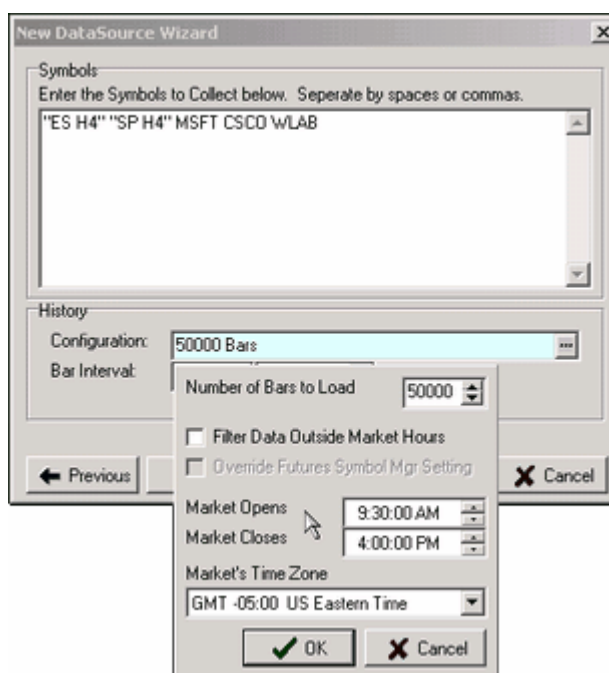 New DataSource Wizard
Symbols
Enter the Symbols to Collect below. Seperate by spaces or commas.
"ES H4" "SP H4" MSFT CSCO WLAB
History
Configuration: 50000 Bars
Bar Interval:
Number of Bars to Load 50000
Filter Data Outside Market Hours
Override Futures Symbol Mgr Setting
Previous
Cancel
Market Opens 9:30:00 AM
Market Closes 4:00:00 PM
Market's Time Zone
GMT -05:00 US Eastern Time
OK Cancel